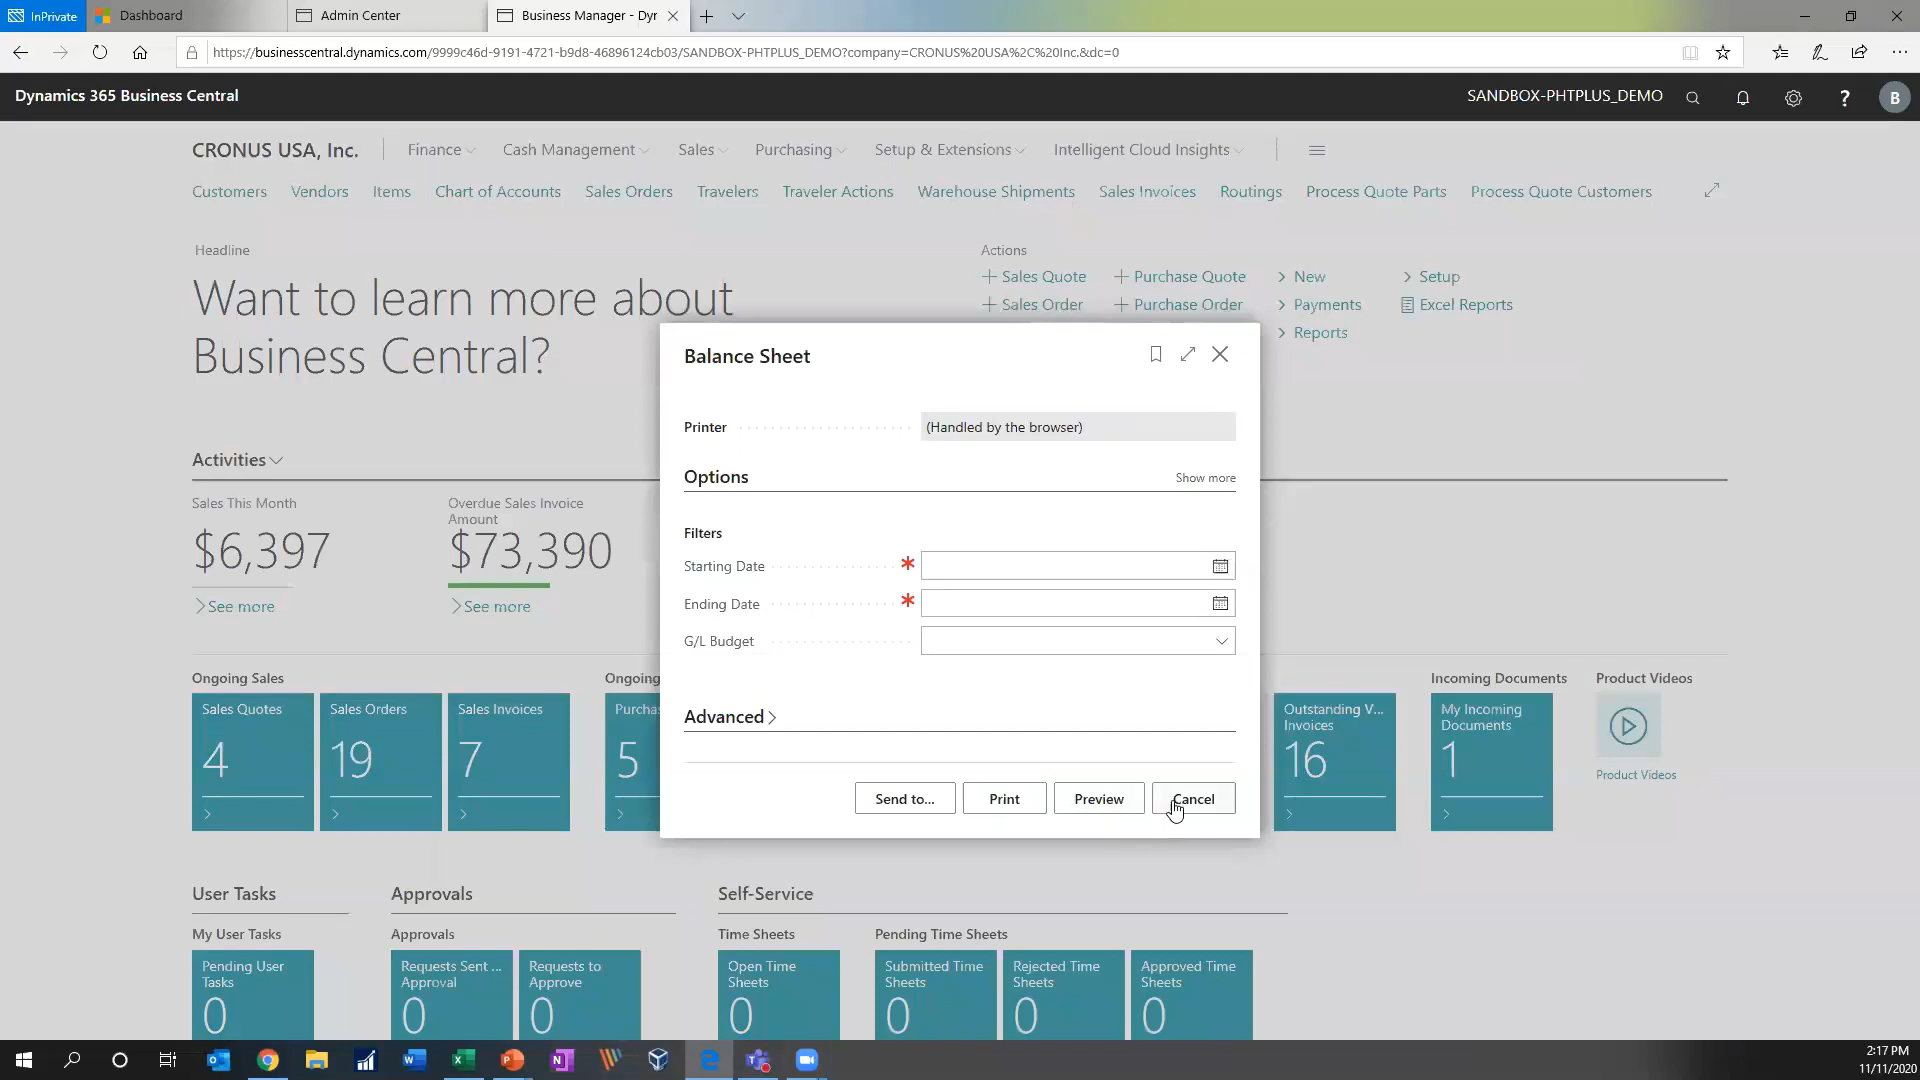 InPrivate
Dashboard
Admin Center
Business Manager - Dyr
https://businesscentral.dynamics.com/9999c46d-9191-4721-b9d8-46896124cb03/SANDBOX-PHTPLUS_DEMO?company=CRONUS%20USA%2C%20Inc.&dc=0
Dynamics 365 Business Central
SANDBOX-PHTPLUS_DEMO
?
B
CRONUS USA, Inc.
Finance
Cash Management
Sales
Purchasing
Setup & Extensions
Intelligent Cloud Insights
Customers
Vendors
Items
Chart of Accounts
Sales Orders
Travelers
Traveler Actions
Warehouse Shipments
Sales Invoices
Routings
Process Quote Parts
Process Quote Customers
Headline
Want to learn more about
Business Central?
Actions
+ Sales Quote
+ Purchase Quote
> New
> Setup
+ Sales Order
+ Purchase Order
> Payments
Excel Reports
> Reports
Balance Sheet
Printer
(Handled by the browser)
Options
Show more
Filters
Starting Date
*
Ending Date
*
G/L Budget
Advanced >
Send to...
Print
Preview
Cancel
Activities
Sales This Month
$6,397
> See more
Overdue Sales Invoice
Amount
$73,390
> See more
Ongoing Sales
Ongoing
Incoming Documents
Product Videos
Sales Quotes
4
Sales Orders
19
Sales Invoices
7
Purcha
5
Outstanding V...
Invoices
16
My Incoming
Documents
1
Product Videos
User Tasks
Approvals
Self-Service
My User Tasks
Approvals
Time Sheets
Pending Time Sheets
Pending User
Tasks
0
Requests Sent ...
Approval
0
Requests to
Approve
0
Open Time
Sheets
0
Submitted Time
Sheets
0
Rejected Time
Sheets
0
Approved Time
Sheets
0
2:17 PM
11/11/2020